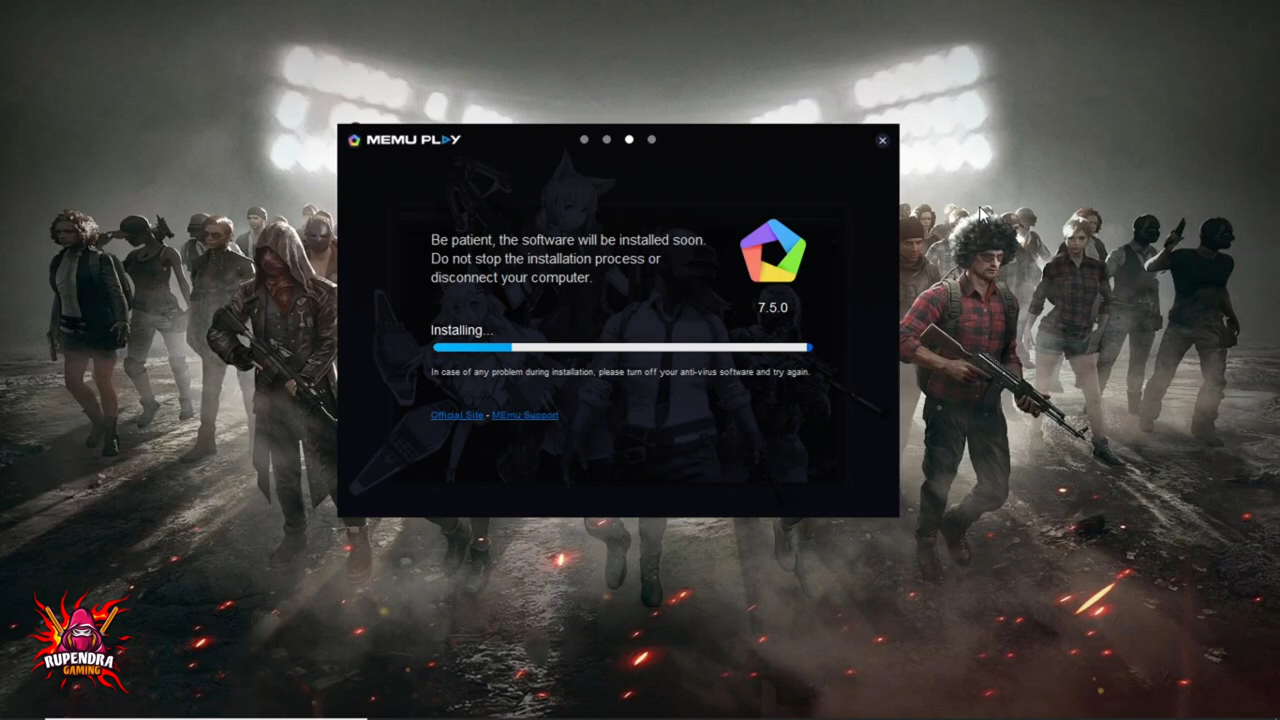 MEMU PLAY
Be patient, the software will be installed soon.
Do not stop the installation process or
disconnect your computer.
7.5.0
Installing...
In case of any problem during installation, please turn off your anti-virus software and try again.
Official Site - MEmu Support
RUPENDRA
GAMING